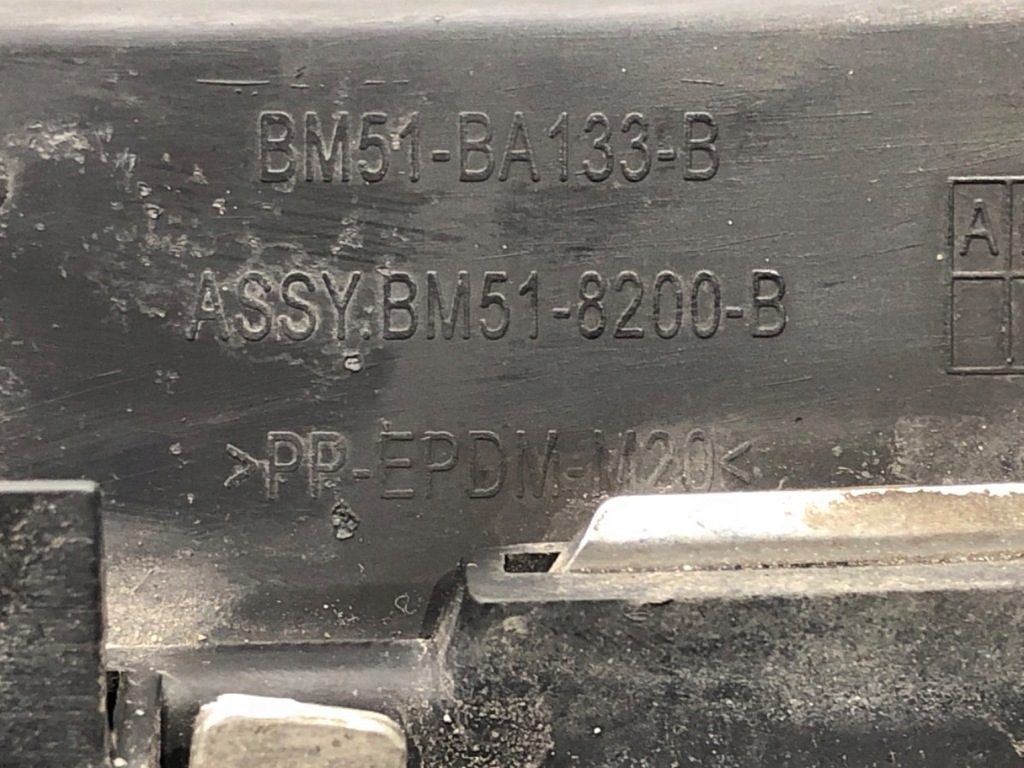 BM51-BA133-B
A
ASSY.BM51-8200-B
>PP-EPDM-M20<